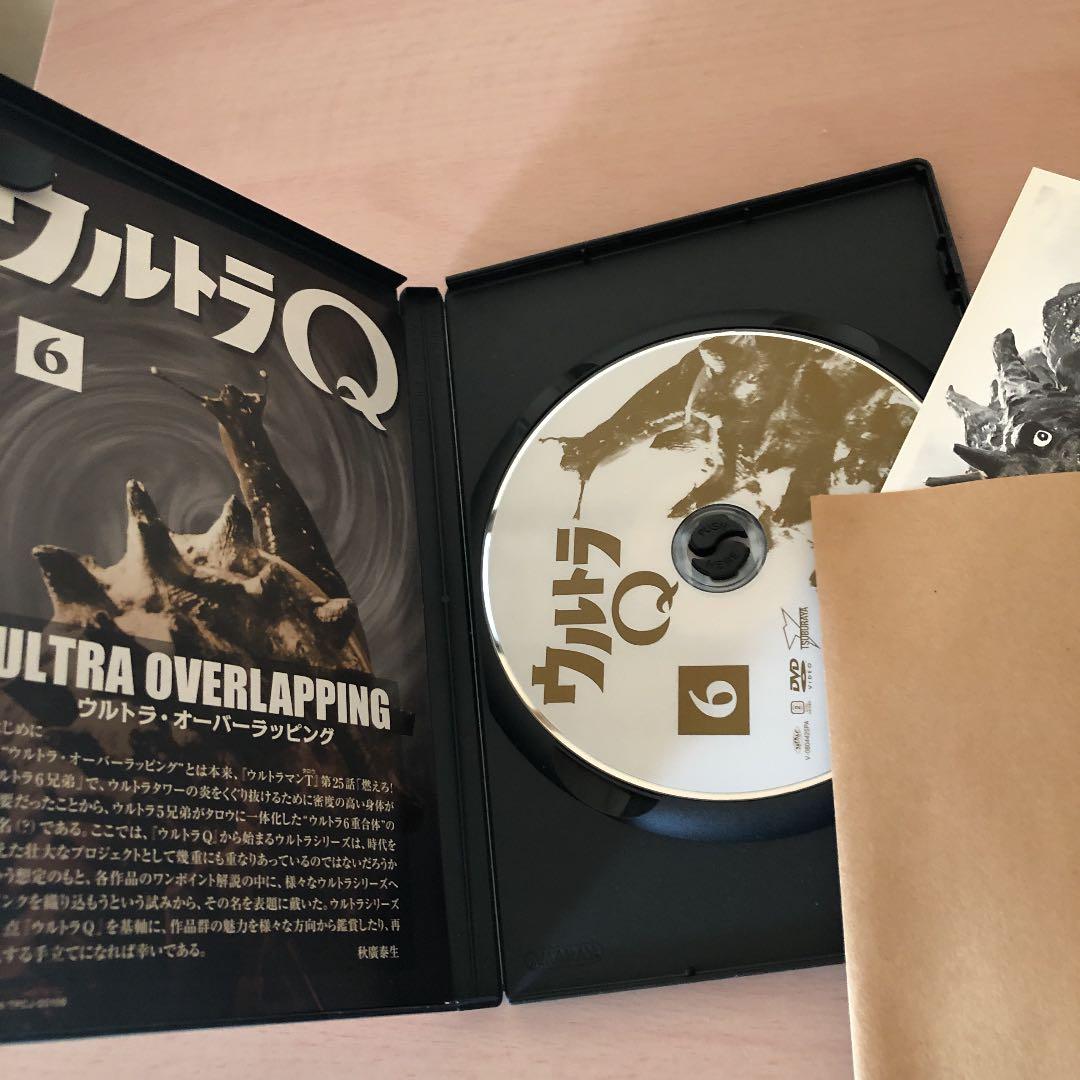 ウルトラQ
6
ULTRA OVERLAPPING
ウルトラ・オーバーラッピング
じめに
"ウルトラ・オーバーラッピング"とは本来、『ウルトラマンT』第25話「燃えろ!
ルトラ6兄弟」で、ウルトラタワーの炎をくぐり抜けるために密度の高い身体が
要だったことから、ウルトラ5兄弟がタロウに一体化した"ウルトラ6重合体"の
名(?)である。ここでは、『ウルトラQ』から始まるウルトラシリーズは、時代を
えた壮大なプロジェクトとして幾重にも重なりあっているのではないだろうか
う想定のもと、各作品のワンポイント解説の中に、様々なウルトラシリーズへ
ンクを織り込もうという試みから、その名を表題に戴いた。ウルトラシリーズ
点『ウルトラQ』を基軸に、作品群の魅力を様々な方向から鑑賞したり、再
する手立てになれば幸いである。
秋廣泰生
ウルトラ
Q
6
PUSH
HERE
TSUBURAYA
DVD
VIDEO
2